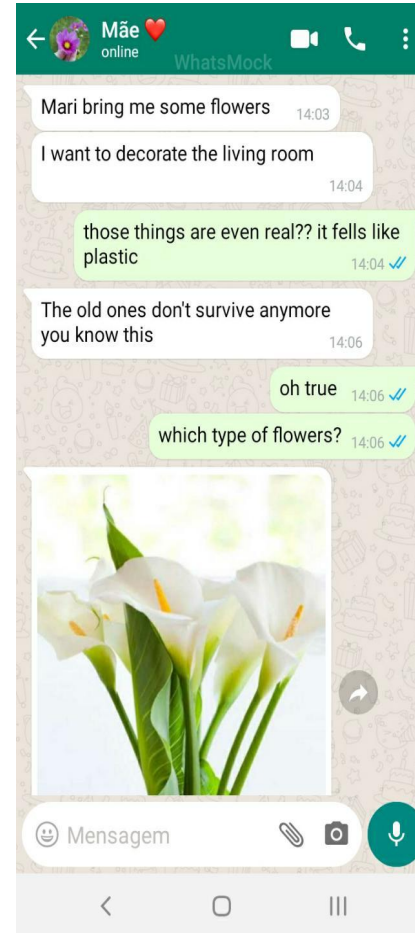 Mãe ❤️
online
WhatsMock
Mari bring me some flowers
14:03
I want to decorate the living room
14:04
those things are even real?? it fells like
plastic
14:04
The old ones don't survive anymore
you know this
14:06
oh true 14:06
which type of flowers? 14:06
Mensagem